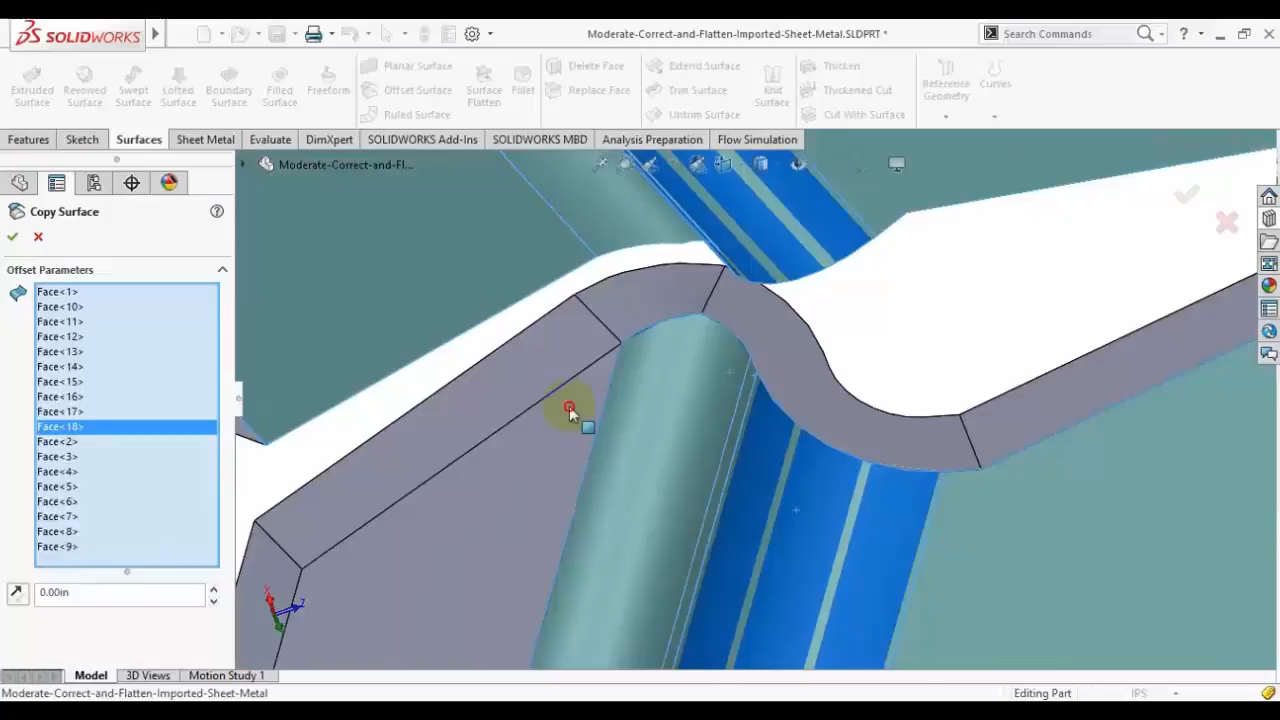 SOLIDWORKS
Moderate-Correct-and-Flatten-Imported-Sheet-Metal.SLDPRT *
Search Commands
?
Extruded Surface
Revolved Surface
Swept Surface
Lofted Surface
Boundary Surface
Filled Surface
Freeform
Planar Surface
Offset Surface
Ruled Surface
Surface Flatten
Fillet
Delete Face
Replace Face
Extend Surface
Trim Surface
Untrim Surface
Knit Surface
Thicken
Thickened Cut
Cut With Surface
Reference Geometry
Curves
Features
Sketch
Surfaces
Sheet Metal
Evaluate
DimXpert
SOLIDWORKS Add-Ins
SOLIDWORKS MBD
Analysis Preparation
Flow Simulation
Moderate-Correct-and-Fl...
Copy Surface
?
Offset Parameters
Face<1>
Face<10>
Face<11>
Face<12>
Face<13>
Face<14>
Face<15>
Face<16>
Face<17>
Face<18>
Face<2>
Face<3>
Face<4>
Face<5>
Face<6>
Face<7>
Face<8>
Face<9>
0.00in
X
Z
Model
3D Views
Motion Study 1
Moderate-Correct-and-Flatten-Imported-Sheet-Metal
Editing Part
IPS